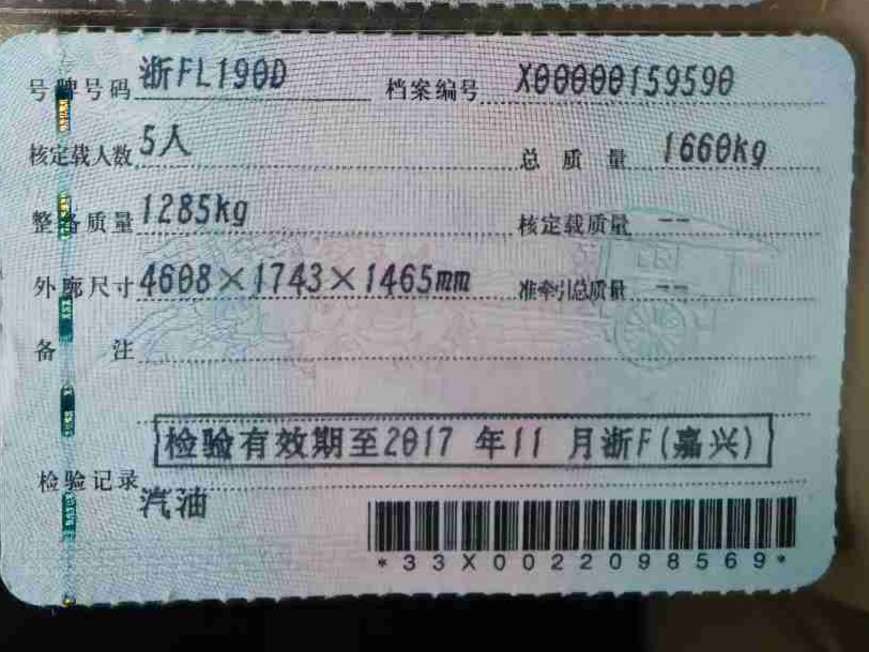 号牌号码 浙FL190D 档案编号 X00000159590
核定载人数 5人 总质量 1660kg
整备质量 1285kg 核定载质量 --
外廓尺寸 4608×1743×1465mm 准牵引总质量 --
备注
检验有效期至2017年11月浙F(嘉兴)
检验记录
汽油
*33X0022098569*